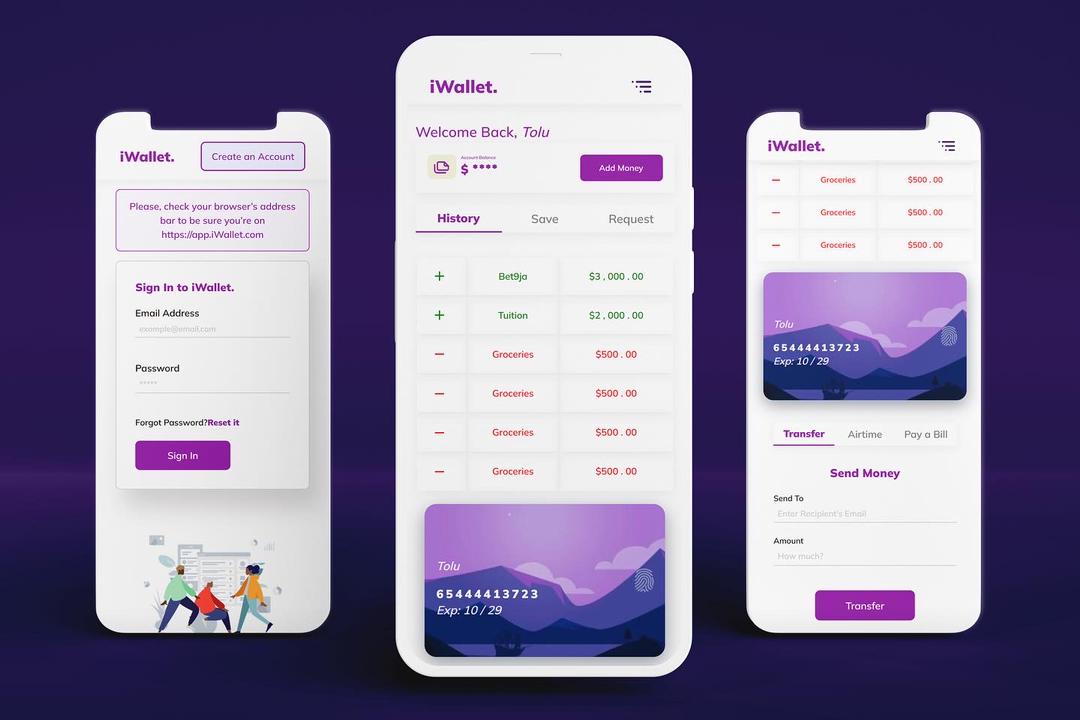 iWallet.
Create an Account
Please, check your browser's address
bar to be sure you're on
https://app.iWallet.com
Sign In to iWallet.
Email Address
example@email.com
Password
*****
Forgot Password?Reset it
Sign In
iWallet.
Welcome Back, Tolu
Account Balance
$ ****
Add Money
History Save Request
+ Bet9ja $3 , 000 . 00
+ Tuition $2 , 000 . 00
− Groceries $500 . 00
− Groceries $500 . 00
− Groceries $500 . 00
− Groceries $500 . 00
Tolu
65444413723
Exp: 10 / 29
iWallet.
− Groceries $500 . 00
− Groceries $500 . 00
− Groceries $500 . 00
Tolu
65444413723
Exp: 10 / 29
Transfer Airtime Pay a Bill
Send Money
Send To
Enter Recipient's Email
Amount
How much?
Transfer